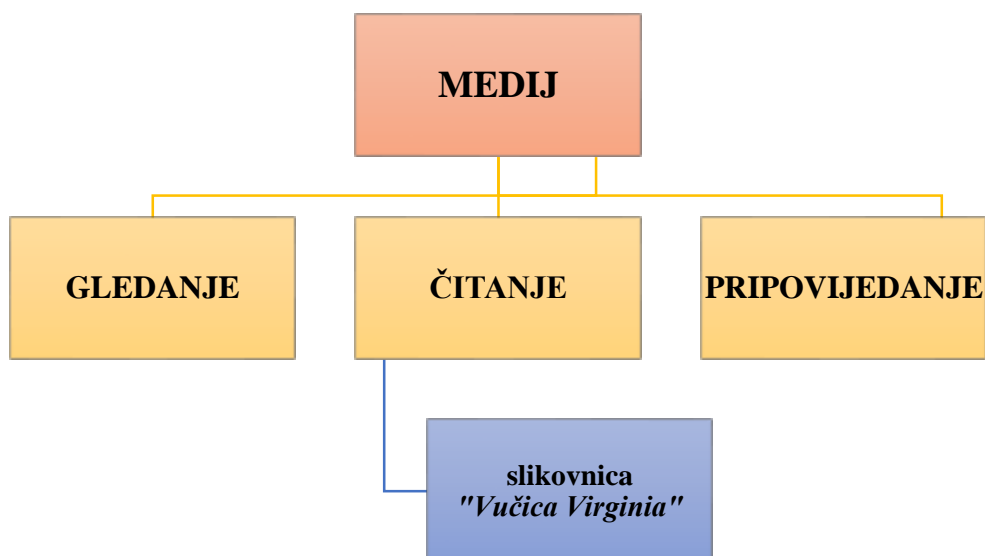 MEDIJ
GLEDANJE
ČITANJE
PRIPOVIJEDANJE
slikovnica
"Vučica Virginia"